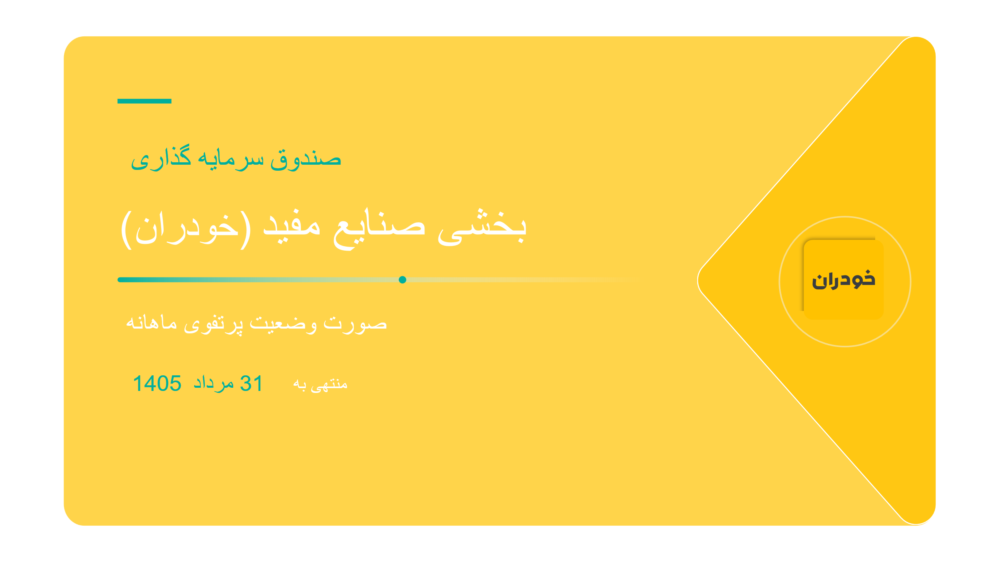 صندوق سرمایه گذاری
بخشی صنایع مفید (خودران)
خودران
صورت وضعیت پرتفوی ماهانه
منتهی به 31 مرداد 1405